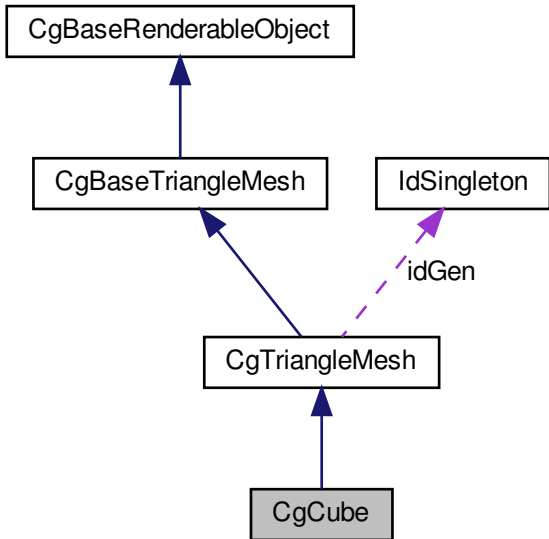 CgBaseRenderableObject
CgBaseTriangleMesh
IdSingleton
idGen
CgTriangleMesh
CgCube